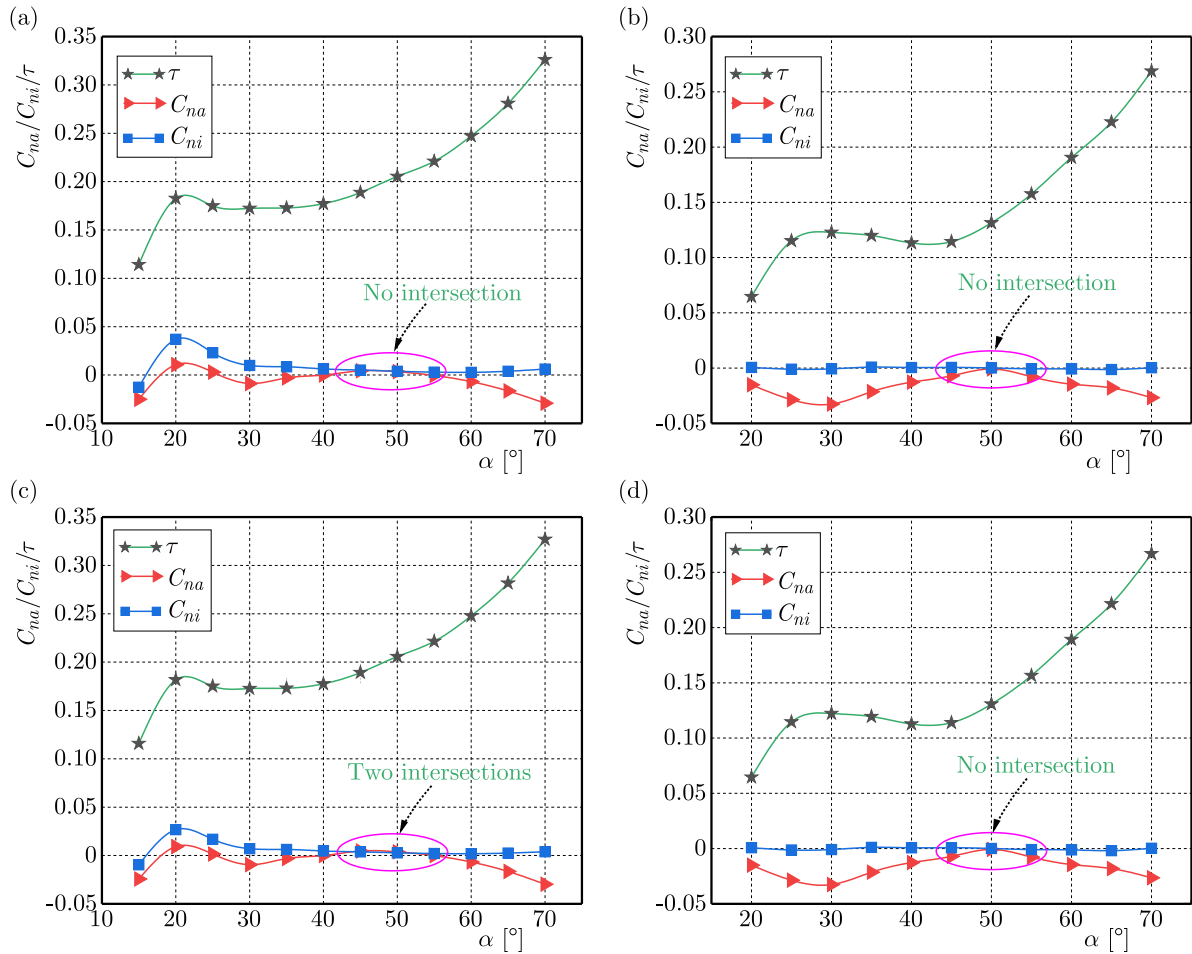 (a)
0.35
0.30
0.25
0.20
0.15
0.10
0.05
0
-0.05
C_na/C_ni/τ
τ
C_na
C_ni
No intersection
10 20 30 40 50 60 70
α [°]
(b)
0.30
0.25
0.20
0.15
0.10
0.05
0
-0.05
C_na/C_ni/τ
τ
C_na
C_ni
No intersection
20 30 40 50 60 70
α [°]
(c)
0.35
0.30
0.25
0.20
0.15
0.10
0.05
0
-0.05
C_na/C_ni/τ
τ
C_na
C_ni
Two intersections
10 20 30 40 50 60 70
α [°]
(d)
0.30
0.25
0.20
0.15
0.10
0.05
0
-0.05
C_na/C_ni/τ
τ
C_na
C_ni
No intersection
20 30 40 50 60 70
α [°]